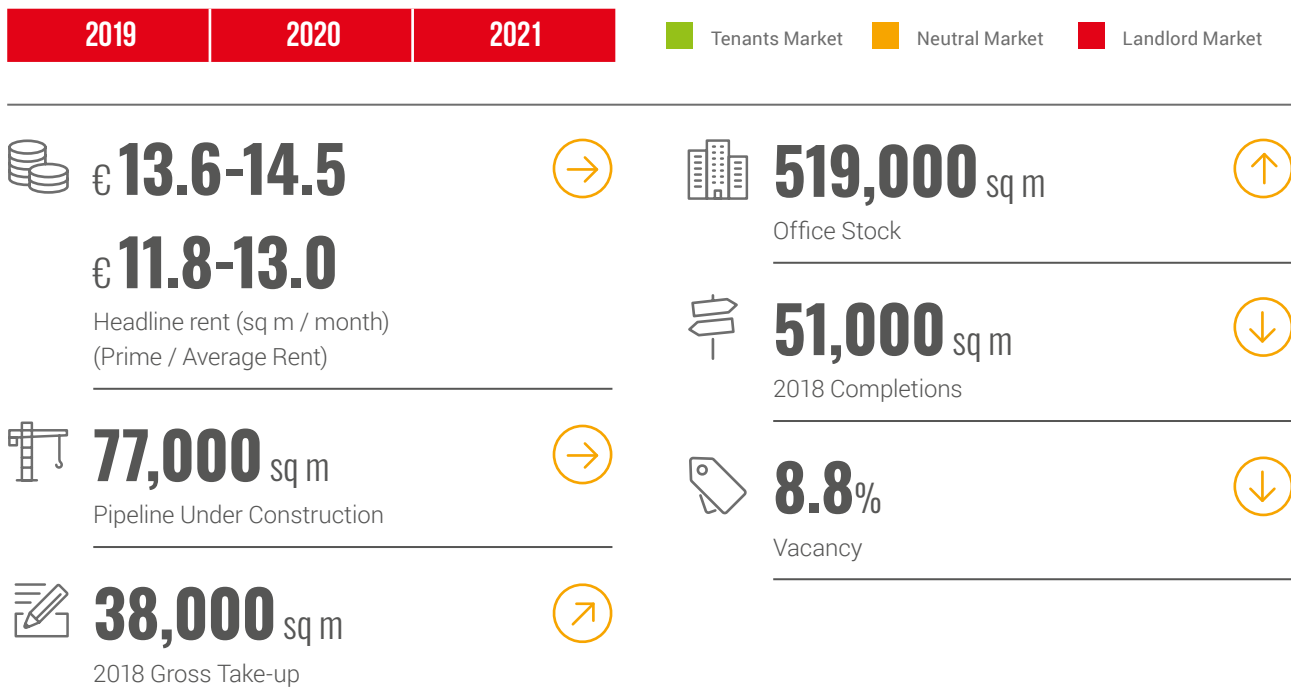 2019 2020 2021
Tenants Market Neutral Market Landlord Market
€ 13.6-14.5
€ 11.8-13.0
Headline rent (sq m / month)
(Prime / Average Rent)
77,000 sq m
Pipeline Under Construction
38,000 sq m
2018 Gross Take-up
519,000 sq m
Office Stock
51,000 sq m
2018 Completions
8.8%
Vacancy